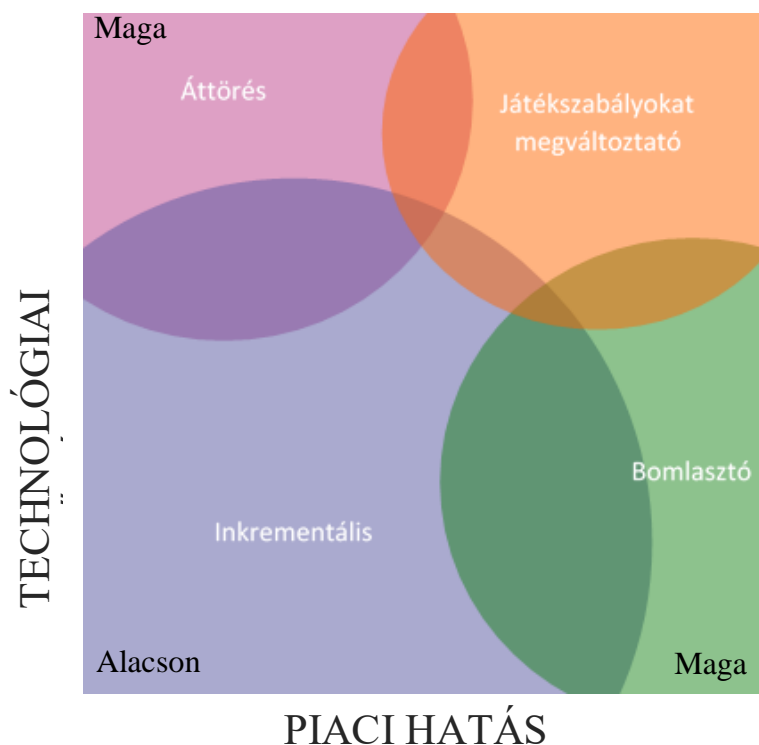 Maga
Áttörés
Játékszabályokat
megváltoztató
TECHNOLÓGIAI
Bomlasztó
Inkrementális
Alacson
Maga
PIACI HATÁS